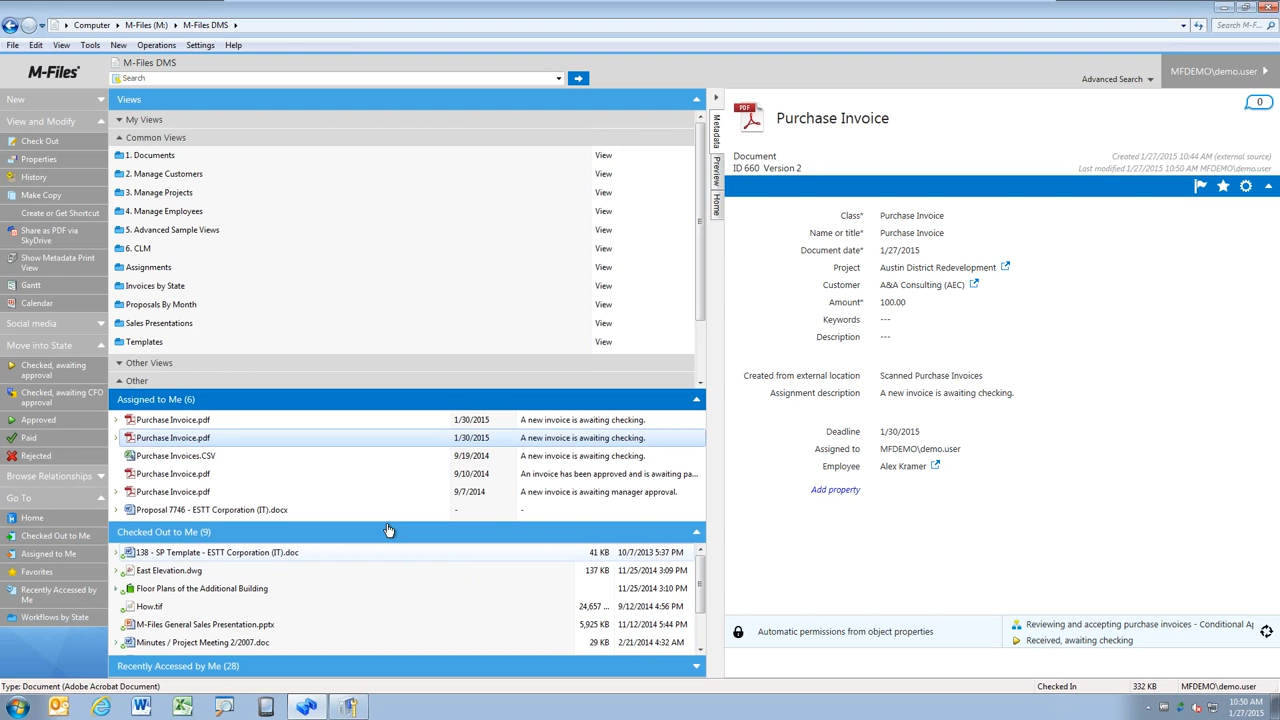 Computer ▸ M-Files (M:) ▸ M-Files DMS ▸
Search M-F...
File Edit View Tools New Operations Settings Help
M-Files DMS
M-Files
Search
Advanced Search
MFDEMO\demo.user
New
View and Modify
Check Out
Properties
History
Make Copy
Create or Get Shortcut
Share as PDF via
SkyDrive
Show Metadata Print
View
Gantt
Calendar
Social media
Move into State
Checked, awaiting
approval
Checked, awaiting CFO
approval
Approved
Paid
Rejected
Browse Relationships
Go To
Home
Checked Out to Me
Assigned to Me
Favorites
Recently Accessed by
Me
Workflows by State
Views
My Views
Common Views
1. Documents View
2. Manage Customers View
3. Manage Projects View
4. Manage Employees View
5. Advanced Sample Views View
6. CLM View
Assignments View
Invoices by State View
Proposals By Month View
Sales Presentations View
Templates View
Other Views
Other
Assigned to Me (6)
Purchase Invoice.pdf 1/30/2015 A new invoice is awaiting checking.
Purchase Invoice.pdf 1/30/2015 A new invoice is awaiting checking.
Purchase Invoices.CSV 9/19/2014 A new invoice is awaiting checking.
Purchase Invoice.pdf 9/10/2014 An invoice has been approved and is awaiting pa...
Purchase Invoice.pdf 9/7/2014 A new invoice is awaiting manager approval.
Proposal 7746 - ESTT Corporation (IT).docx - -
Checked Out to Me (9)
138 - SP Template - ESTT Corporation (IT).doc 41 KB 10/7/2013 5:37 PM
East Elevation.dwg 137 KB 11/25/2014 3:09 PM
Floor Plans of the Additional Building 11/25/2014 3:10 PM
How.tif 24,657 ... 9/12/2014 4:56 PM
M-Files General Sales Presentation.pptx 5,925 KB 11/12/2014 5:44 PM
Minutes / Project Meeting 2/2007.doc 29 KB 2/21/2014 4:32 AM
Recently Accessed by Me (28)
Metadata
Preview
Home
PDF
Purchase Invoice
0
Document
ID 660 Version 2
Created 1/27/2015 10:44 AM (external source)
Last modified 1/27/2015 10:50 AM MFDEMO\demo.user
Class* Purchase Invoice
Name or title* Purchase Invoice
Document date* 1/27/2015
Project Austin District Redevelopment
Customer A&A Consulting (AEC)
Amount* 100.00
Keywords ---
Description ---
Created from external location Scanned Purchase Invoices
Assignment description A new invoice is awaiting checking.
Deadline 1/30/2015
Assigned to MFDEMO\demo.user
Employee Alex Kramer
Add property
Automatic permissions from object properties
Reviewing and accepting purchase invoices - Conditional Ap
Received, awaiting checking
Type: Document (Adobe Acrobat Document) Checked In 332 KB MFDEMO\demo.user
10:50 AM
1/27/2015